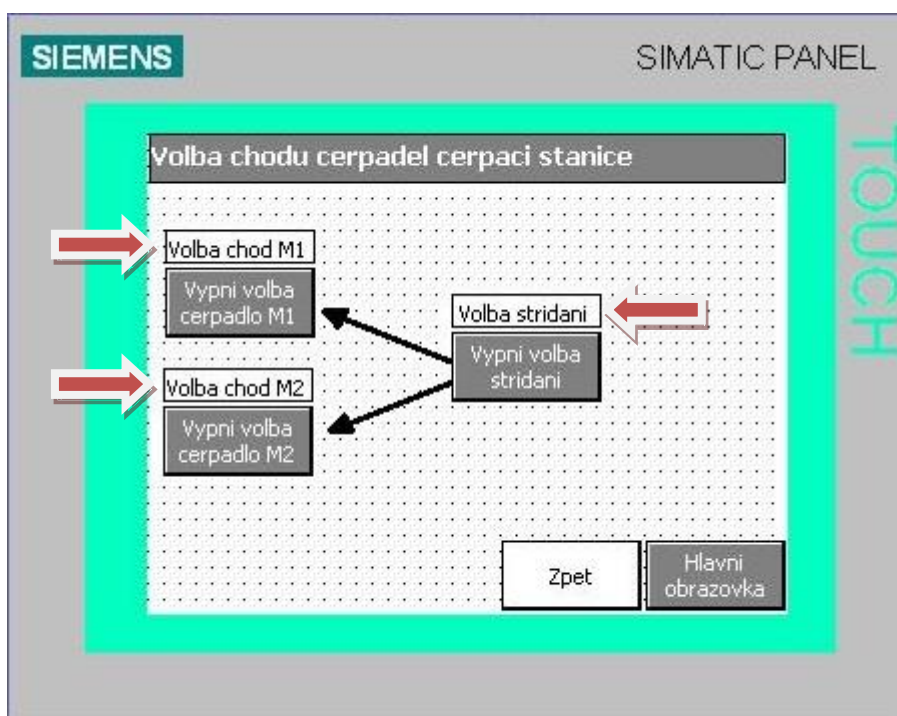 SIEMENS
SIMATIC PANEL
TOUCH
Volba chodu cerpadel cerpaci stanice
Volba chod M1
Vypni volba
cerpadlo M1
Volba stridani
Vypni volba
stridani
Volba chod M2
Vypni volba
cerpadlo M2
Zpet
Hlavni
obrazovka